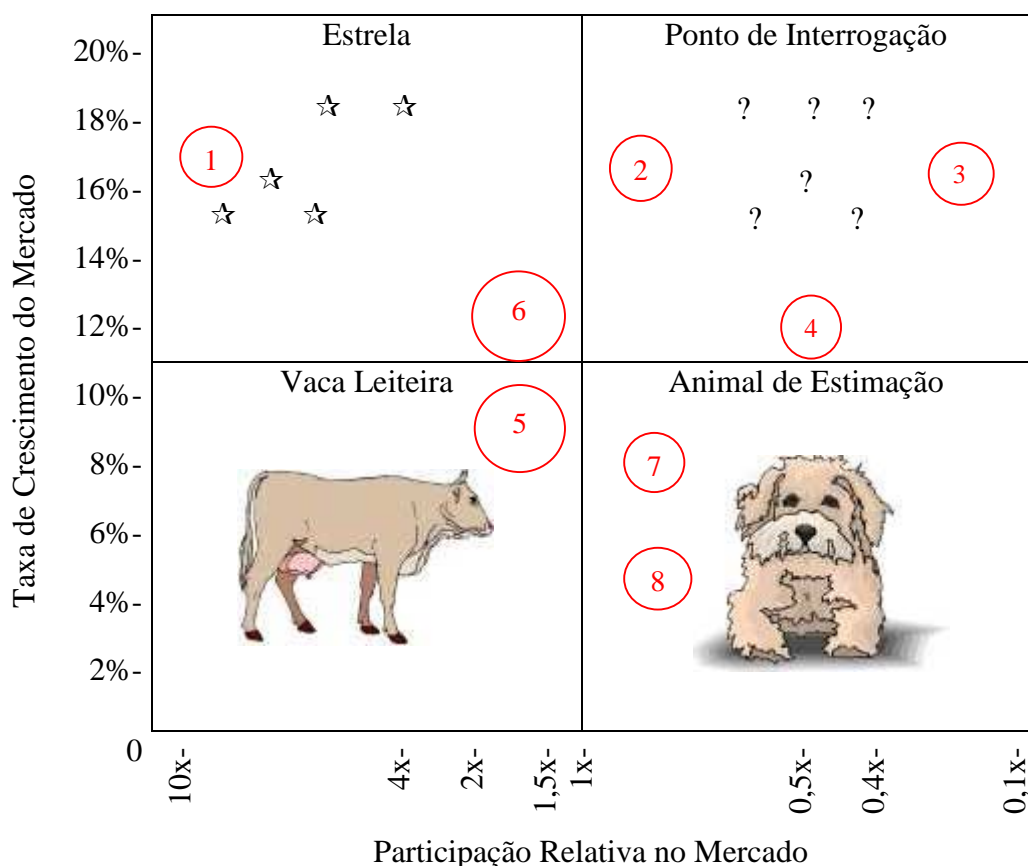 Estrela
Ponto de Interrogação
20%-
18%-
? ? ?
1
2
3
16%-
?
? ?
14%-
6
4
12%-
Vaca Leiteira
Animal de Estimação
10%-
5
8%-
7
6%-
8
4%-
2%-
0
10x-
4x-
2x-
1,5x-
1x-
0,5x-
0,4x-
0,1x-
Taxa de Crescimento do Mercado
Participação Relativa no Mercado